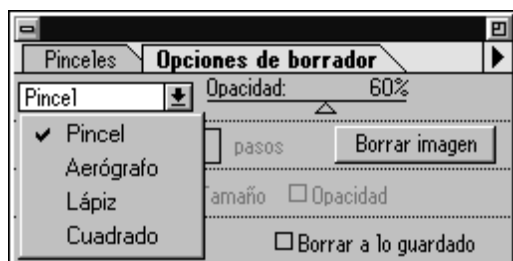 Pinceles Opciones de borrador
Pincel Opacidad: 60%
Pincel pasos Borrar imagen
Aerógrafo
Lápiz Tamaño Opacidad
Cuadrado Borrar a lo guardado